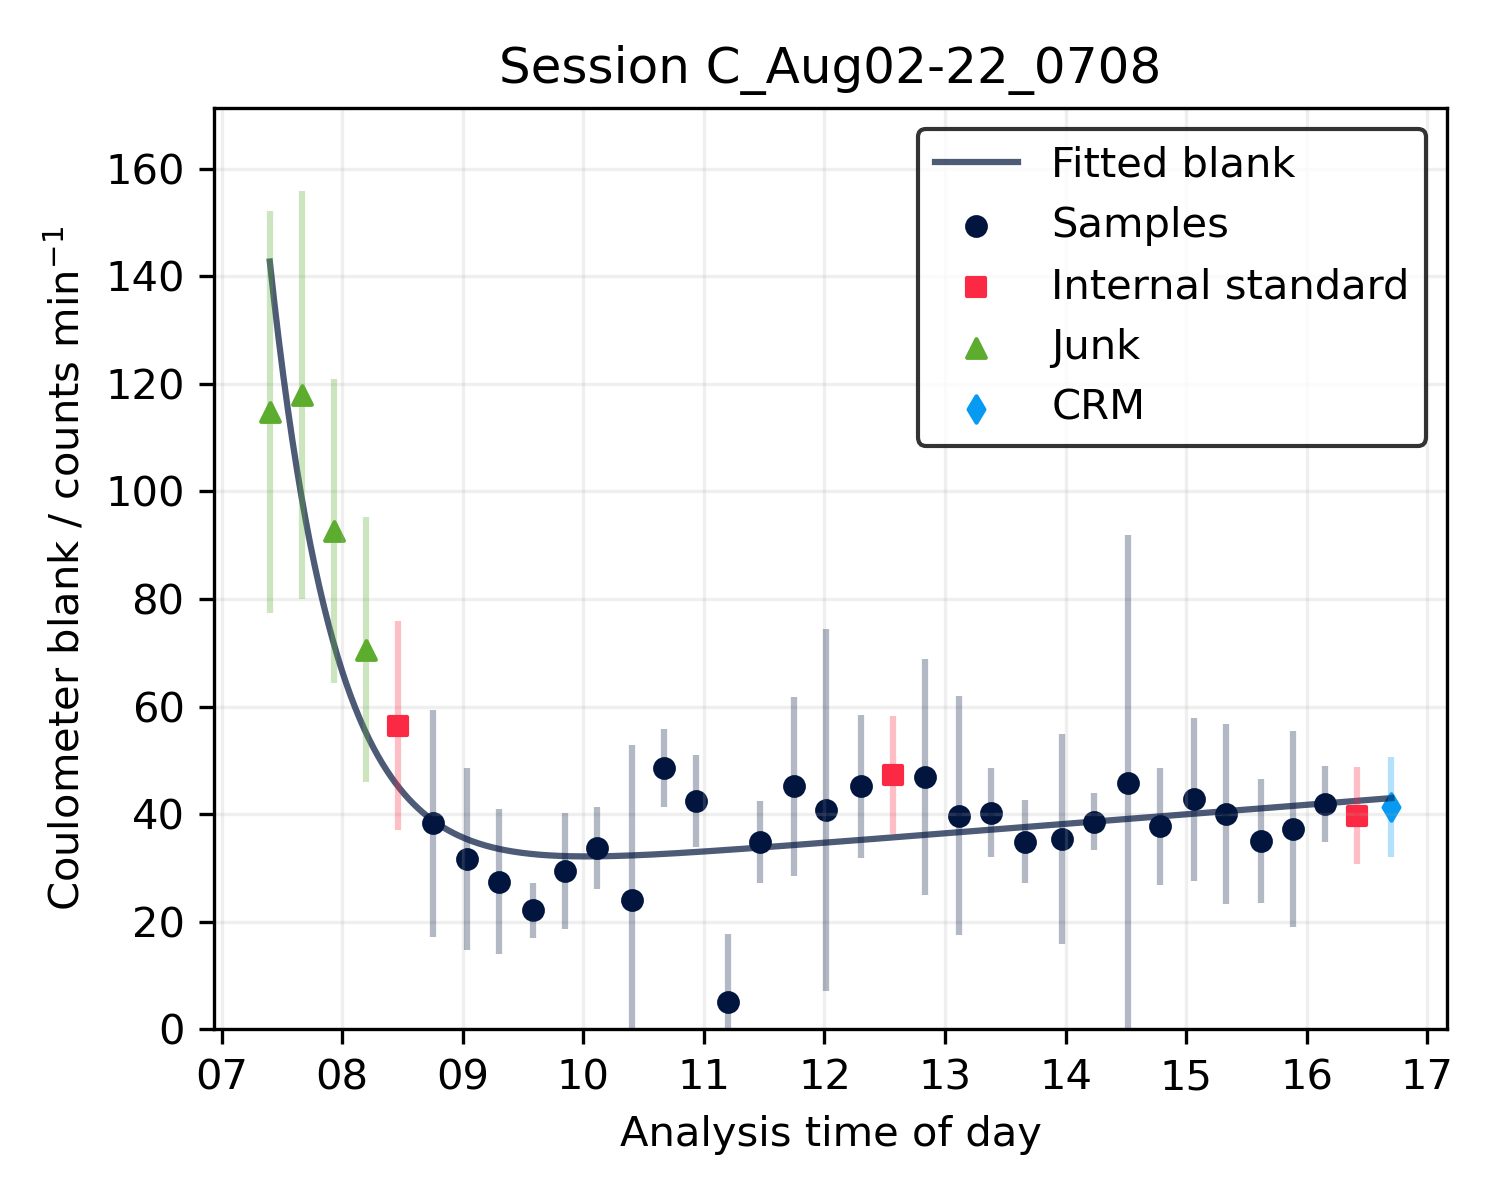 Session C_Aug02-22_0708
Coulometer blank / counts min⁻¹
160
140
120
100
80
60
40
20
0
Fitted blank
Samples
Internal standard
Junk
CRM
07 08 09 10 11 12 13 14 15 16 17
Analysis time of day